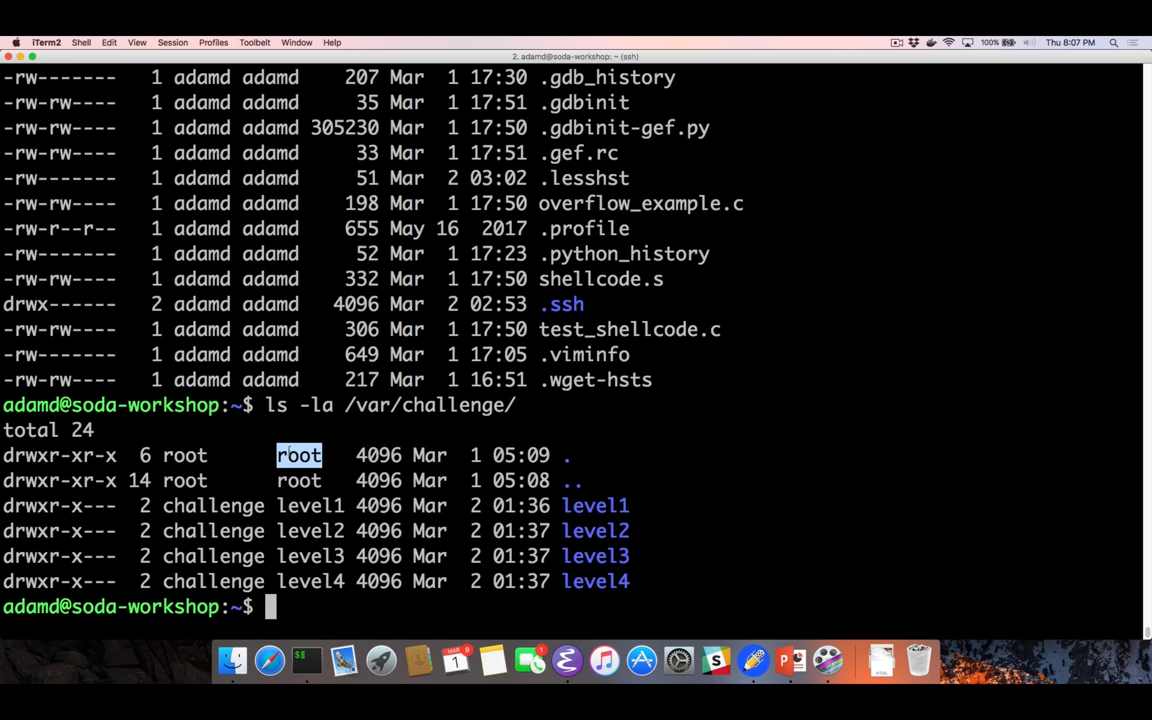 iTerm2 Shell Edit View Session Profiles Toolbelt Window Help 100% Thu 8:07 PM
2. adamd@soda-workshop: ~ (ssh)
-rw------- 1 adamd adamd 207 Mar 1 17:30 .gdb_history
-rw-rw---- 1 adamd adamd 35 Mar 1 17:51 .gdbinit
-rw-rw---- 1 adamd adamd 305230 Mar 1 17:50 .gdbinit-gef.py
-rw-rw---- 1 adamd adamd 33 Mar 1 17:51 .gef.rc
-rw------- 1 adamd adamd 51 Mar 2 03:02 .lesshst
-rw-rw---- 1 adamd adamd 198 Mar 1 17:50 overflow_example.c
-rw-r--r-- 1 adamd adamd 655 May 16 2017 .profile
-rw------- 1 adamd adamd 52 Mar 1 17:23 .python_history
-rw-rw---- 1 adamd adamd 332 Mar 1 17:50 shellcode.s
drwx------ 2 adamd adamd 4096 Mar 2 02:53 .ssh
-rw-rw---- 1 adamd adamd 306 Mar 1 17:50 test_shellcode.c
-rw-rw---- 1 adamd adamd 649 Mar 1 17:05 .viminfo
-rw-rw---- 1 adamd adamd 217 Mar 1 16:51 .wget-hsts
adamd@soda-workshop:~$ ls -la /var/challenge/
total 24
drwxr-xr-x 6 root root 4096 Mar 1 05:09 .
drwxr-xr-x 14 root root 4096 Mar 1 05:08 ..
drwxr-x--- 2 challenge level1 4096 Mar 2 01:36 level1
drwxr-x--- 2 challenge level2 4096 Mar 2 01:37 level2
drwxr-x--- 2 challenge level3 4096 Mar 2 01:37 level3
drwxr-x--- 2 challenge level4 4096 Mar 2 01:37 level4
adamd@soda-workshop:~$